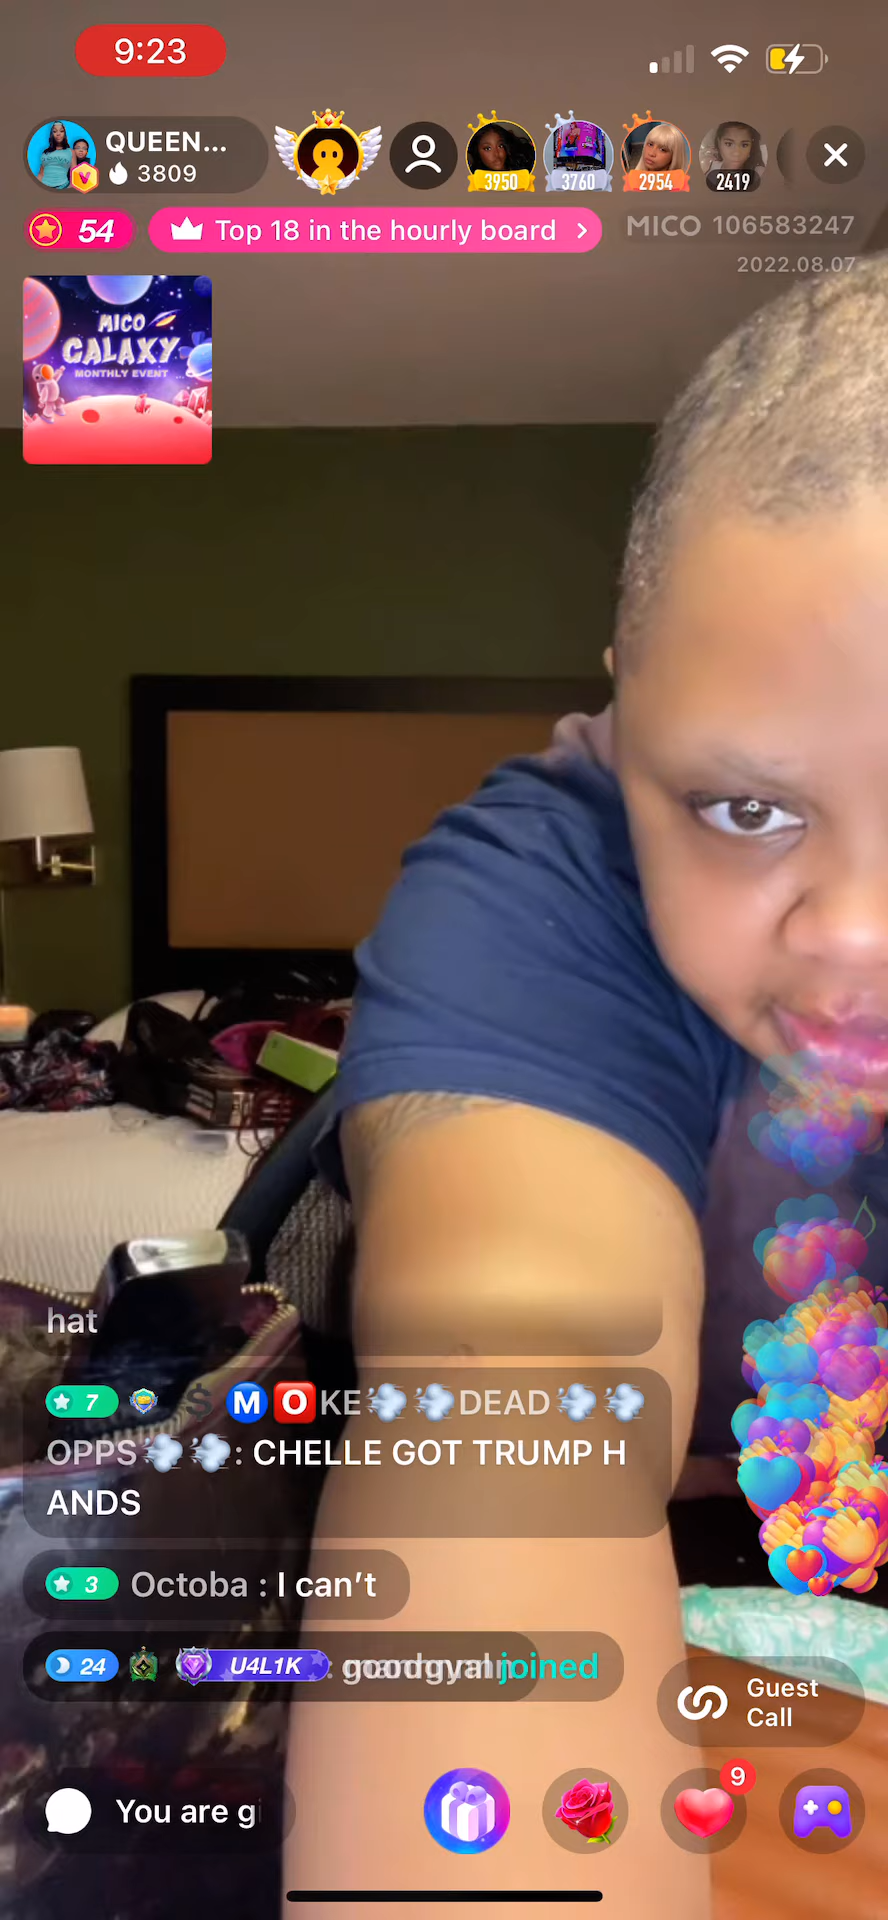 9:23
QUEEN...
3809
3950
3760
2954
2419
54
Top 18 in the hourly board
MICO 106583247
2022.08.07
MICO
GALAXY
MONTHLY EVENT
hat
7 $ M O KE💨💨DEAD💨💨
OPPS💨💨: CHELLE GOT TRUMP H
ANDS
3 Octoba : I can't
24 U4L1K : goodgyal joined
Guest
Call
9
You are gi